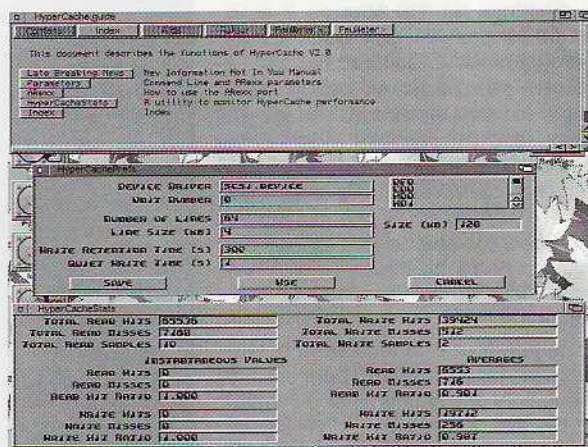 HyperCache.guide
Contents Index Retrace Browse < Feuilleter >
This document describes the functions of HyperCache V2.0
Late Breaking News New Information Not In You Manual
Parameters Command Line and ARexx parameters
ARexx How to use the ARexx port
HyperCacheStats A utility to monitor HyperCache performance
Index Index
HyperCachePrefs
DEVICE DRIVER scsi.device
UNIT NUMBER 0
NUMBER OF LINES 64 SIZE (KB)
LINE SIZE (KB) 4
WRITE RETENTION TIME (S) 300
QUIET WRITE TIME (S) 1
SAVE USE CANCEL
HyperCacheStats
TOTAL READ HITS 65536 TOTAL WRITE HITS 39424
TOTAL READ MISSES TOTAL WRITE MISSES 512
TOTAL READ SAMPLES 10 TOTAL WRITE SAMPLES 2
INSTANTANEOUS VALUES AVERAGES
READ HITS 0 READ HITS 6553
READ MISSES 0 READ MISSES 716
READ HIT RATIO 1.000 READ HIT RATIO 0.901
WRITE HITS 0 WRITE HITS 19712
WRITE MISSES 0 WRITE MISSES 256
WRITE HIT RATIO 1.000 WRITE HIT RATIO 0.987